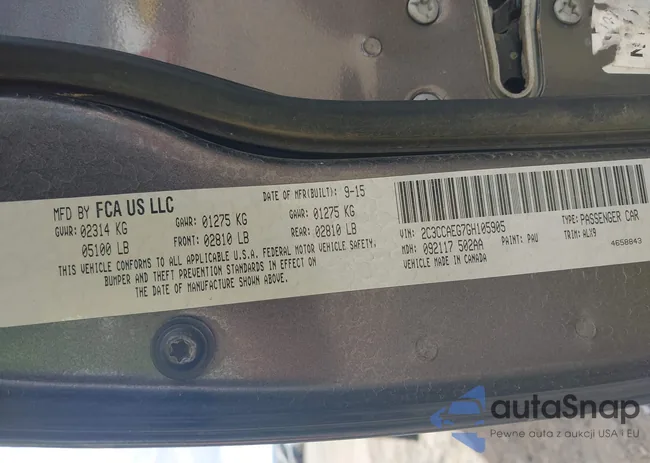 MFD BY FCA US LLC
DATE OF MFR(BUILT): 9-15
GVWR: 02314 KG
GAWR: 01275 KG
GAWR: 01275 KG
05100 LB
FRONT: 02810 LB
REAR: 02810 LB
THIS VEHICLE CONFORMS TO ALL APPLICABLE U.S.A. FEDERAL MOTOR VEHICLE SAFETY,
BUMPER AND THEFT PREVENTION STANDARDS IN EFFECT ON
THE DATE OF MANUFACTURE SHOWN ABOVE.
VIN: 2C3CCAEG7GH105905
TYPE: PASSENGER CAR
MDH: 092117 502AA
PAINT: PAU
TRIM: ALX9
VEHICLE MADE IN CANADA
4658843
autaSnap
Pewne auta z aukcji USA i EU